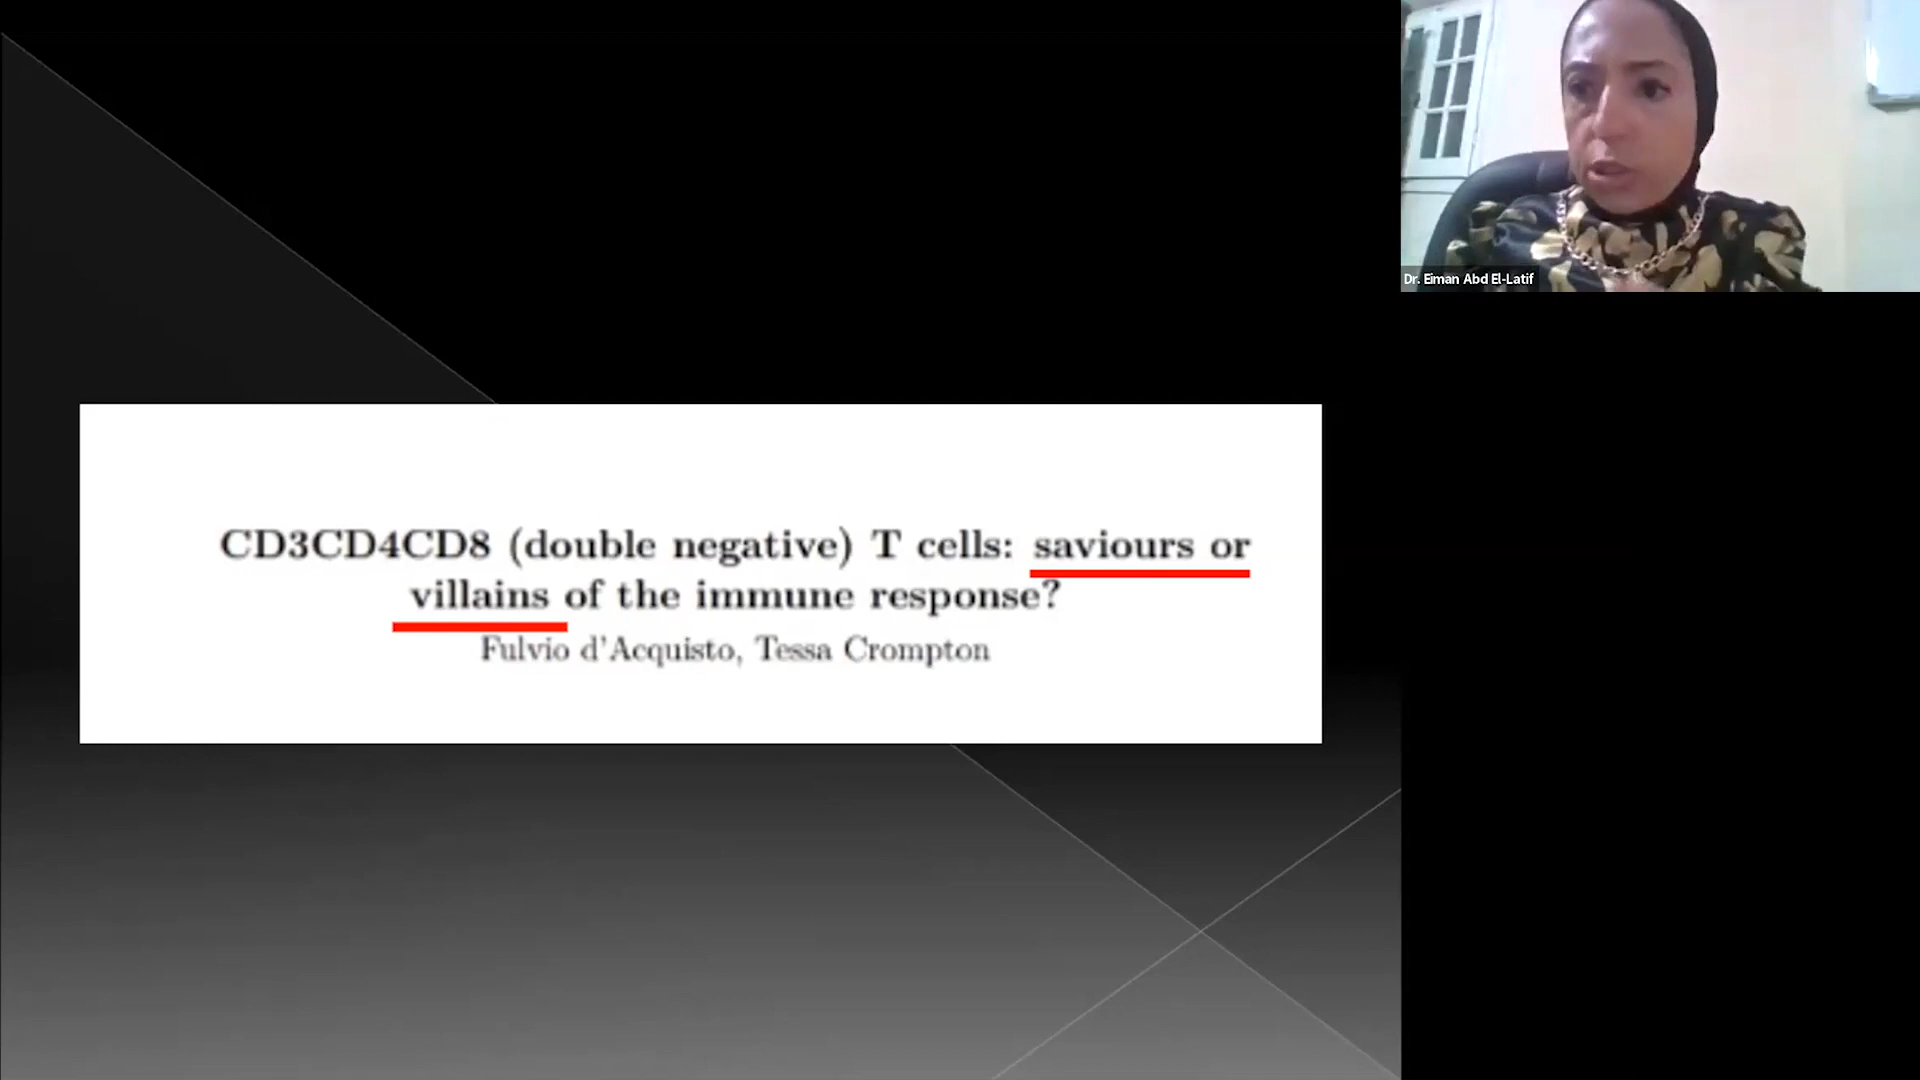 Dr. Eiman Abd El-Latif
CD3CD4CD8 (double negative) T cells: saviours or
villains of the immune response?
Fulvio d'Acquisto, Tessa Crompton